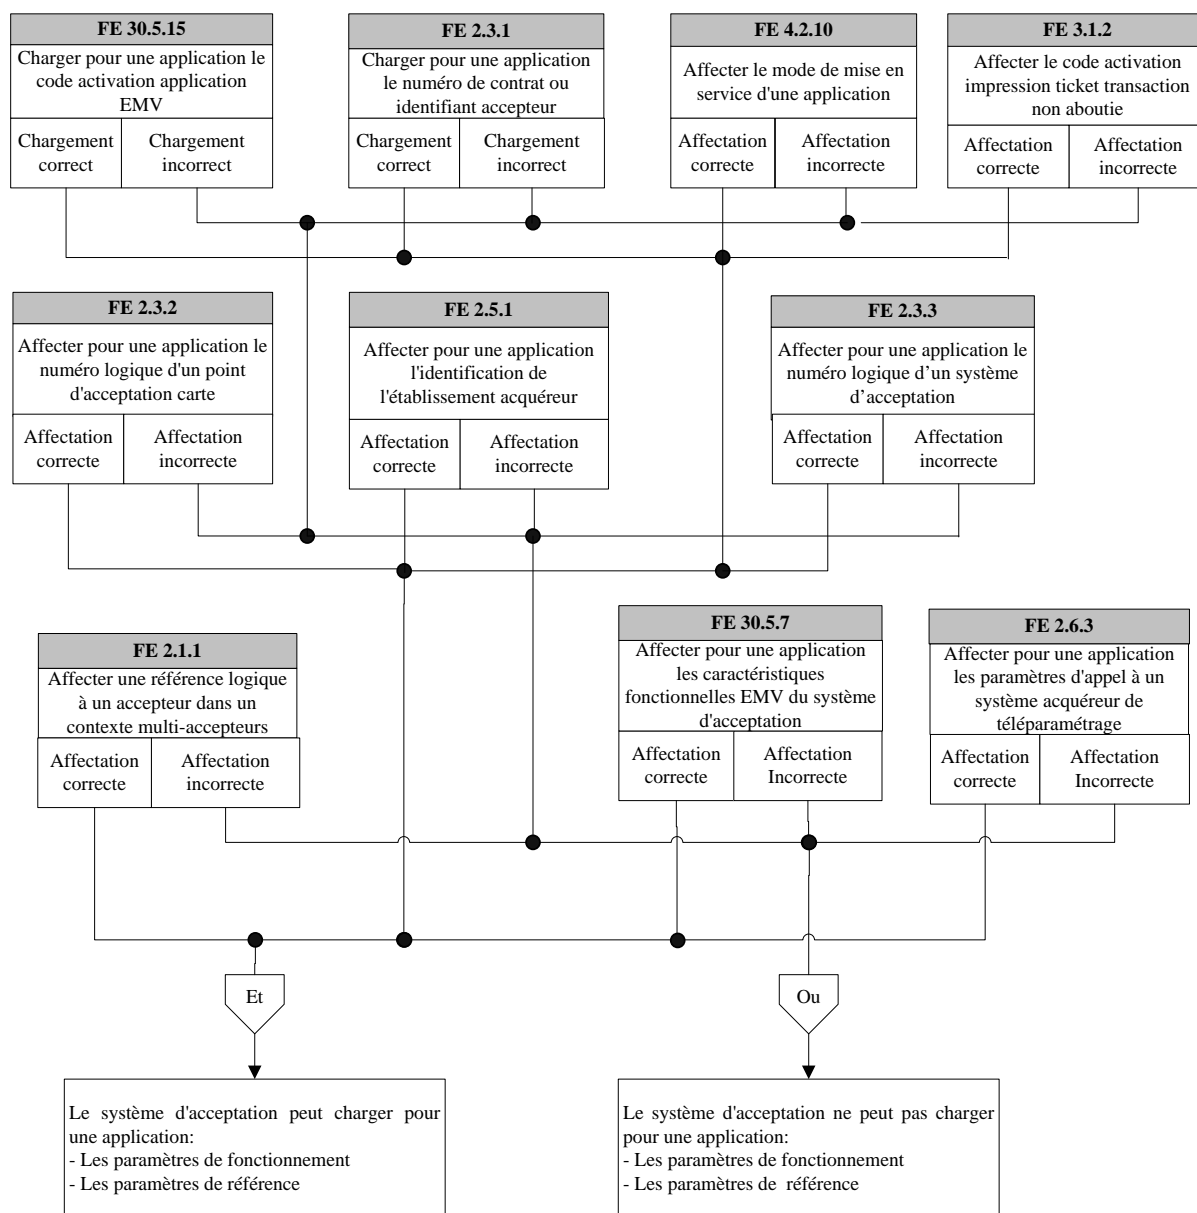 FE 30.5.15
Charger pour une application le
code activation application
EMV
Chargement
correct
Chargement
incorrect
FE 2.3.1
Charger pour une application
le numéro de contrat ou
identifiant accepteur
Chargement
correct
Chargement
incorrect
FE 4.2.10
Affecter le mode de mise en
service d'une application
Affectation
correcte
Affectation
incorrecte
FE 3.1.2
Affecter le code activation
impression ticket transaction
non aboutie
Affectation
correcte
Affectation
incorrecte
FE 2.3.2
Affecter pour une application le
numéro logique d'un point
d'acceptation carte
Affectation
correcte
Affectation
incorrecte
FE 2.5.1
Affecter pour une application
l'identification de
l'établissement acquéreur
Affectation
correcte
Affectation
incorrecte
FE 2.3.3
Affecter pour une application le
numéro logique d’un système
d’acceptation
Affectation
correcte
Affectation
incorrecte
FE 2.1.1
Affecter une référence logique
à un accepteur dans un
contexte multi-accepteurs
Affectation
correcte
Affectation
incorrecte
FE 30.5.7
Affecter pour une application
les caractéristiques
fonctionnelles EMV du système
d'acceptation
Affectation
correcte
Affectation
Incorrecte
FE 2.6.3
Affecter pour une application
les paramètres d'appel à un
système acquéreur de
téléparamétrage
Affectation
correcte
Affectation
Incorrecte
Et
Ou
Le système d'acceptation peut charger pour
une application:
- Les paramètres de fonctionnement
- Les paramètres de référence
Le système d'acceptation ne peut pas charger
pour une application:
- Les paramètres de fonctionnement
- Les paramètres de référence